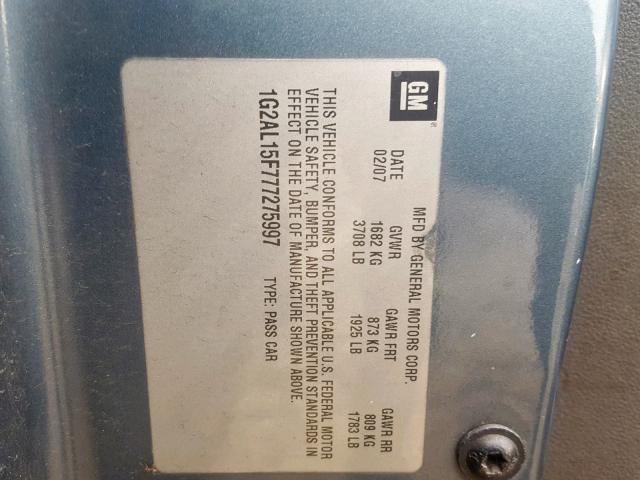 GM
MFD BY GENERAL MOTORS CORP.
DATE GVWR GAWR FRT GAWR RR
02/07 1682 KG 873 KG 809 KG
3708 LB 1925 LB 1783 LB
THIS VEHICLE CONFORMS TO ALL APPLICABLE U.S. FEDERAL MOTOR
VEHICLE SAFETY, BUMPER, AND THEFT PREVENTION STANDARDS IN
EFFECT ON THE DATE OF MANUFACTURE SHOWN ABOVE.
1G2AL15F777275997 TYPE: PASS CAR